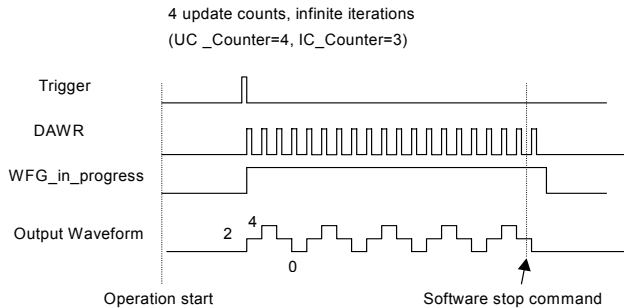 4 update counts, infinite iterations
(UC _Counter=4, IC_Counter=3)
Trigger
DAWR
WFG_in_progress
Output Waveform
2
4
0
Operation start
Software stop command